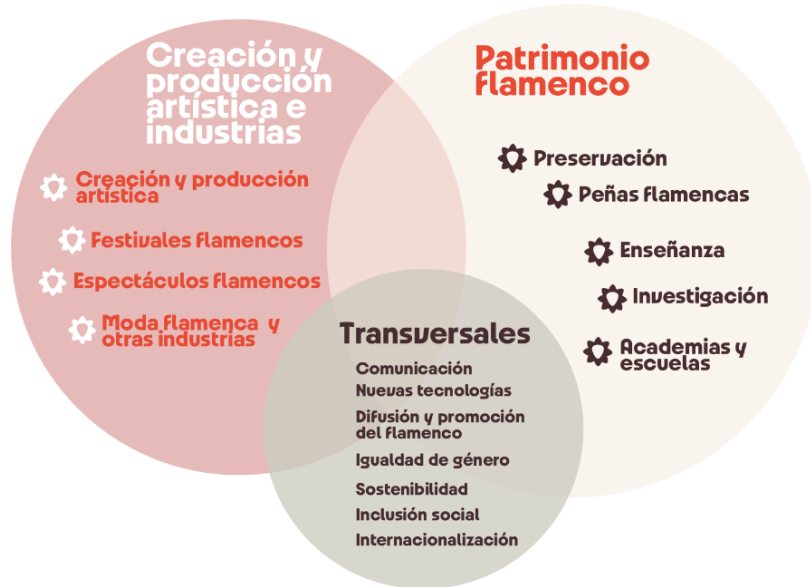 Creación y
producción
artística e
industrias
Creación y producción
artística
Festivales flamencos
Espectáculos flamencos
Moda flamenca y
otras industrias
Patrimonio
flamenco
Preservación
Peñas flamencas
Enseñanza
Investigación
Academias y
escuelas
Transversales
Comunicación
Nuevas tecnologías
Difusión y promoción
del flamenco
Igualdad de género
Sostenibilidad
Inclusión social
Internacionalización